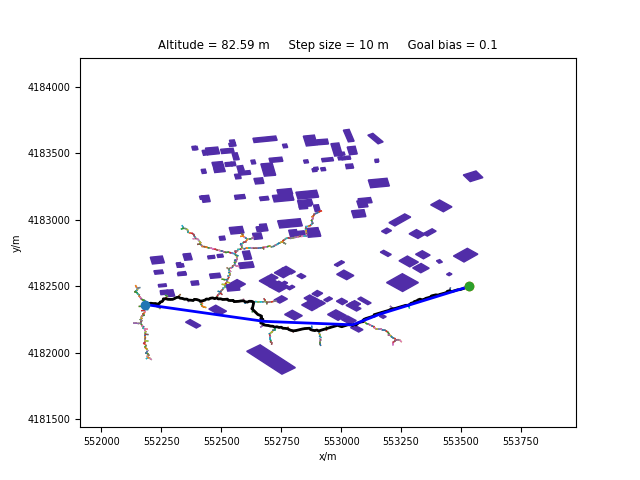 Altitude = 82.59 m     Step size = 10 m     Goal bias = 0.1
4184000
4183500
4183000
4182500
4182000
4181500
y/m
552000 552250 552500 552750 553000 553250 553500 553750
x/m